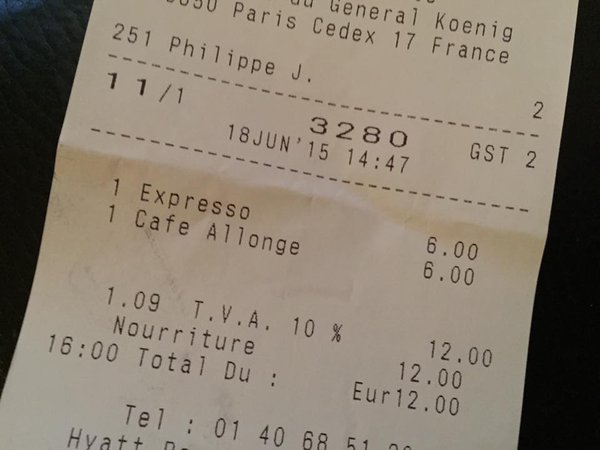 du General Koenig
Paris Cedex 17 France
251 Philippe J. 2
11/1 3280 GST 2
18JUN'15 14:47
1 Expresso 6.00
1 Cafe Allonge 6.00
1.09 T.V.A. 10 % 12.00
Nourriture 12.00
16:00 Total Du : Eur12.00
Tel : 01 40 68 51
Hyatt